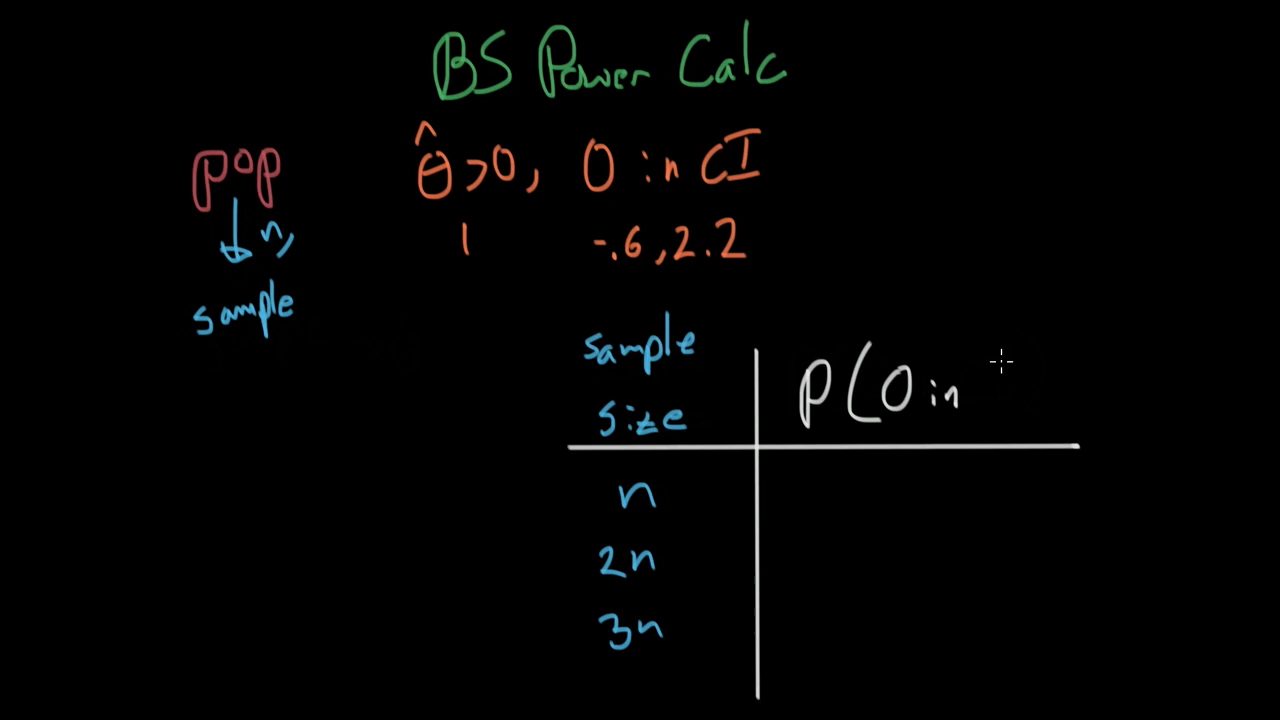 BS Power Calc
pop
n,
sample
θ̂ >0, 0 in CI
1 -.6, 2.2
sample
size
P(0 in
n
2n
3n